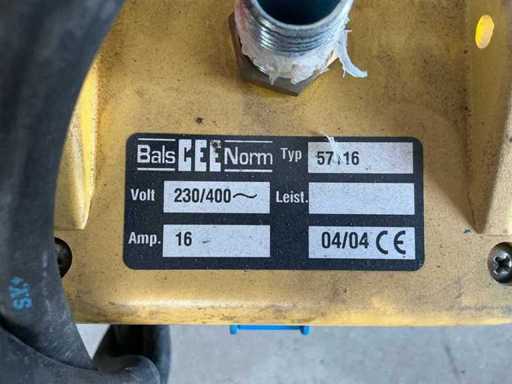 Bals CEE Norm Typ
Volt 230/400~ Leist.
Amp. 16 04/04 CE
S.V.